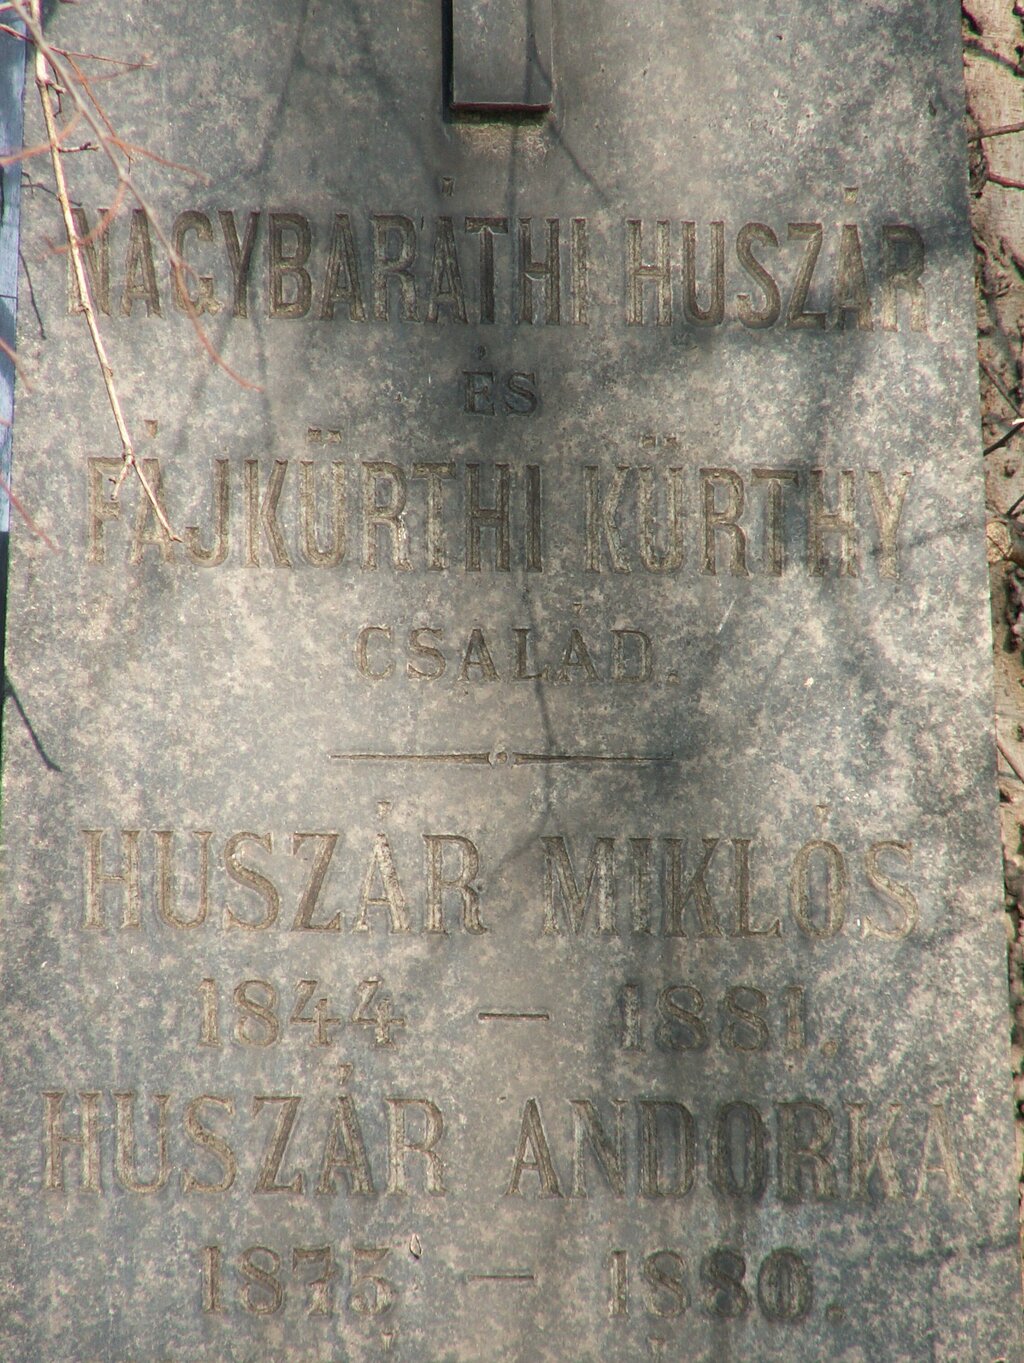 NAGYBARÁTHI HUSZÁR
ÉS
FÁJKÜRTHI KÜRTHY
CSALÁD.
HUSZÁR MIKLÓS
1844 — 1881.
HUSZÁR ANDORKA
1875 — 1880.